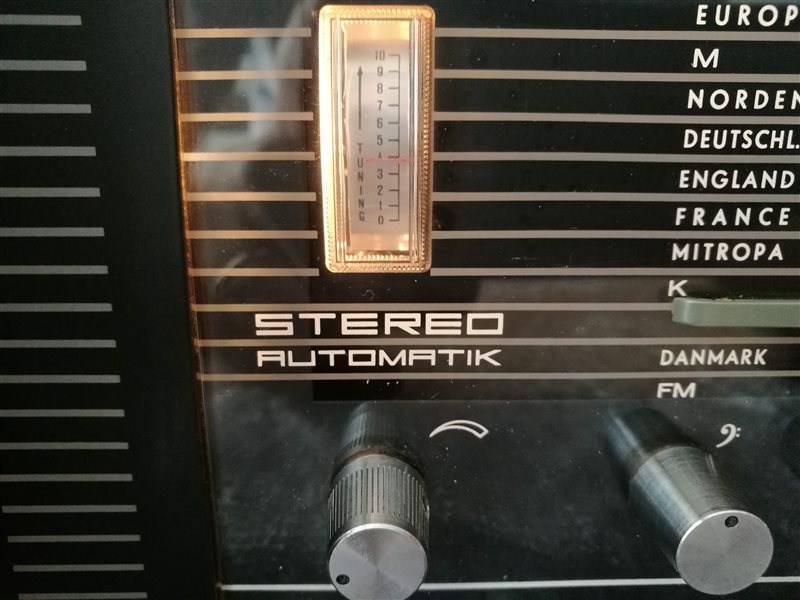 EUROP
M
NORDEN
DEUTSCHL.
ENGLAND
FRANCE
MITROPA
K
10
9
8
7
6
5
4
3
2
1
0
TUNING
STEREO
AUTOMATIK
DANMARK
FM